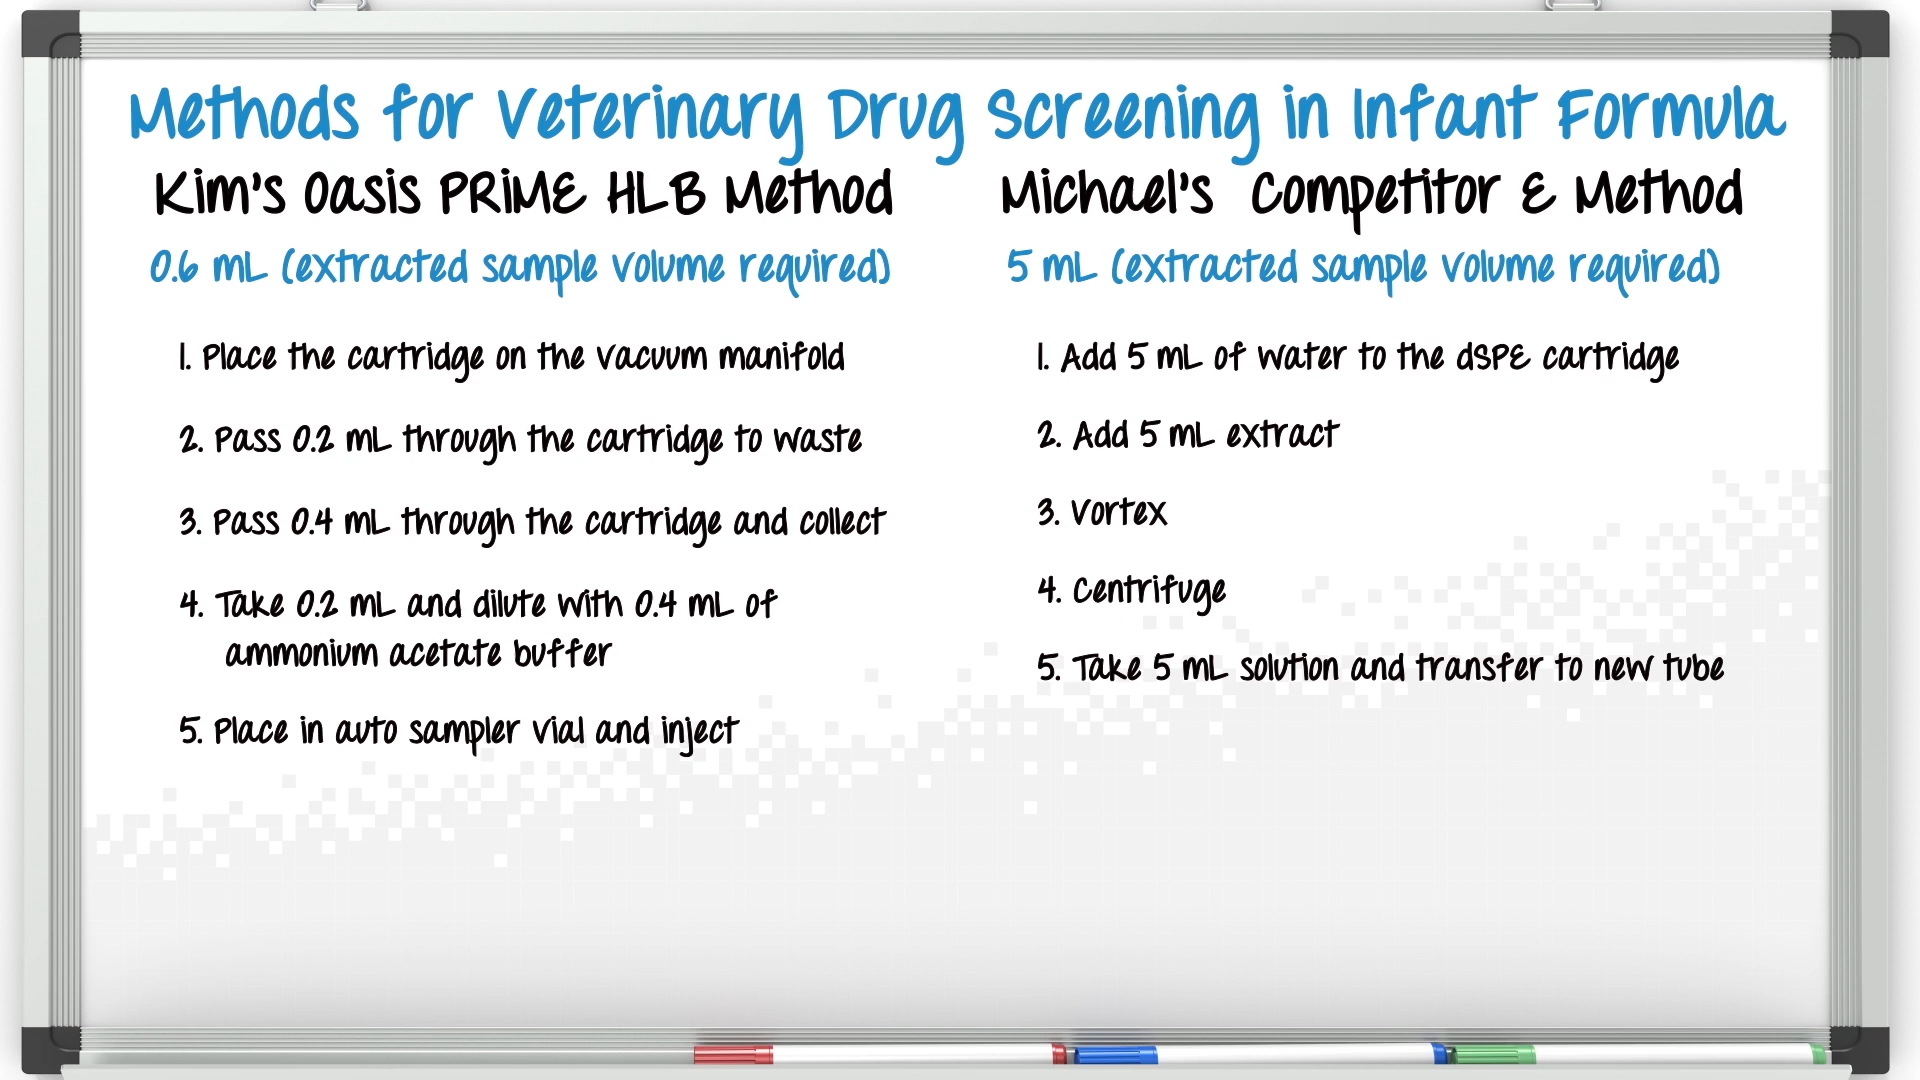 Methods for Veterinary Drug Screening in Infant Formula
Kim's Oasis PRiME HLB Method
0.6 mL (extracted sample volume required)
1. Place the cartridge on the vacuum manifold
2. Pass 0.2 mL through the cartridge to waste
3. Pass 0.4 mL through the cartridge and collect
4. Take 0.2 mL and dilute with 0.4 mL of
ammonium acetate buffer
5. Place in auto sampler vial and inject
Michael's Competitor E Method
5 mL (extracted sample volume required)
1. Add 5 mL of water to the dSPE cartridge
2. Add 5 mL extract
3. Vortex
4. Centrifuge
5. Take 5 mL solution and transfer to new tube